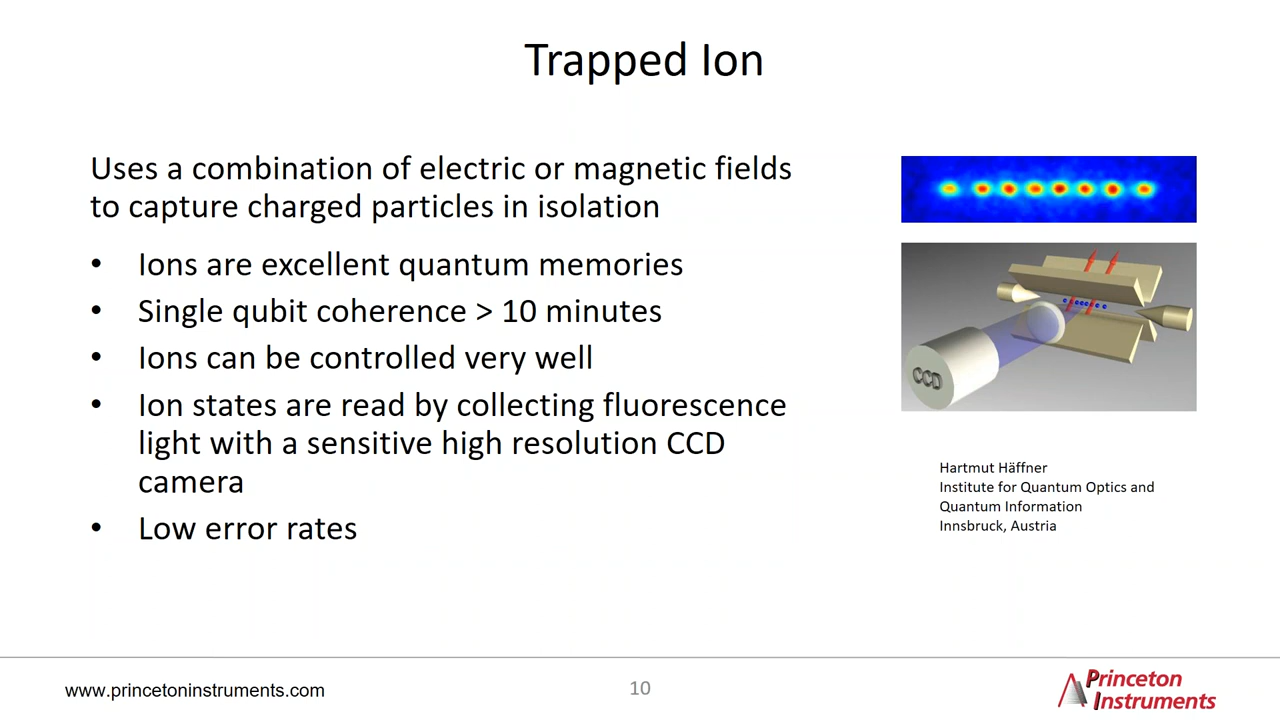 Trapped Ion
Uses a combination of electric or magnetic fields
to capture charged particles in isolation
• Ions are excellent quantum memories
• Single qubit coherence > 10 minutes
• Ions can be controlled very well
• Ion states are read by collecting fluorescence
light with a sensitive high resolution CCD
camera
• Low error rates
CCD
Hartmut Häffner
Institute for Quantum Optics and
Quantum Information
Innsbruck, Austria
www.princetoninstruments.com
10
Princeton
Instruments